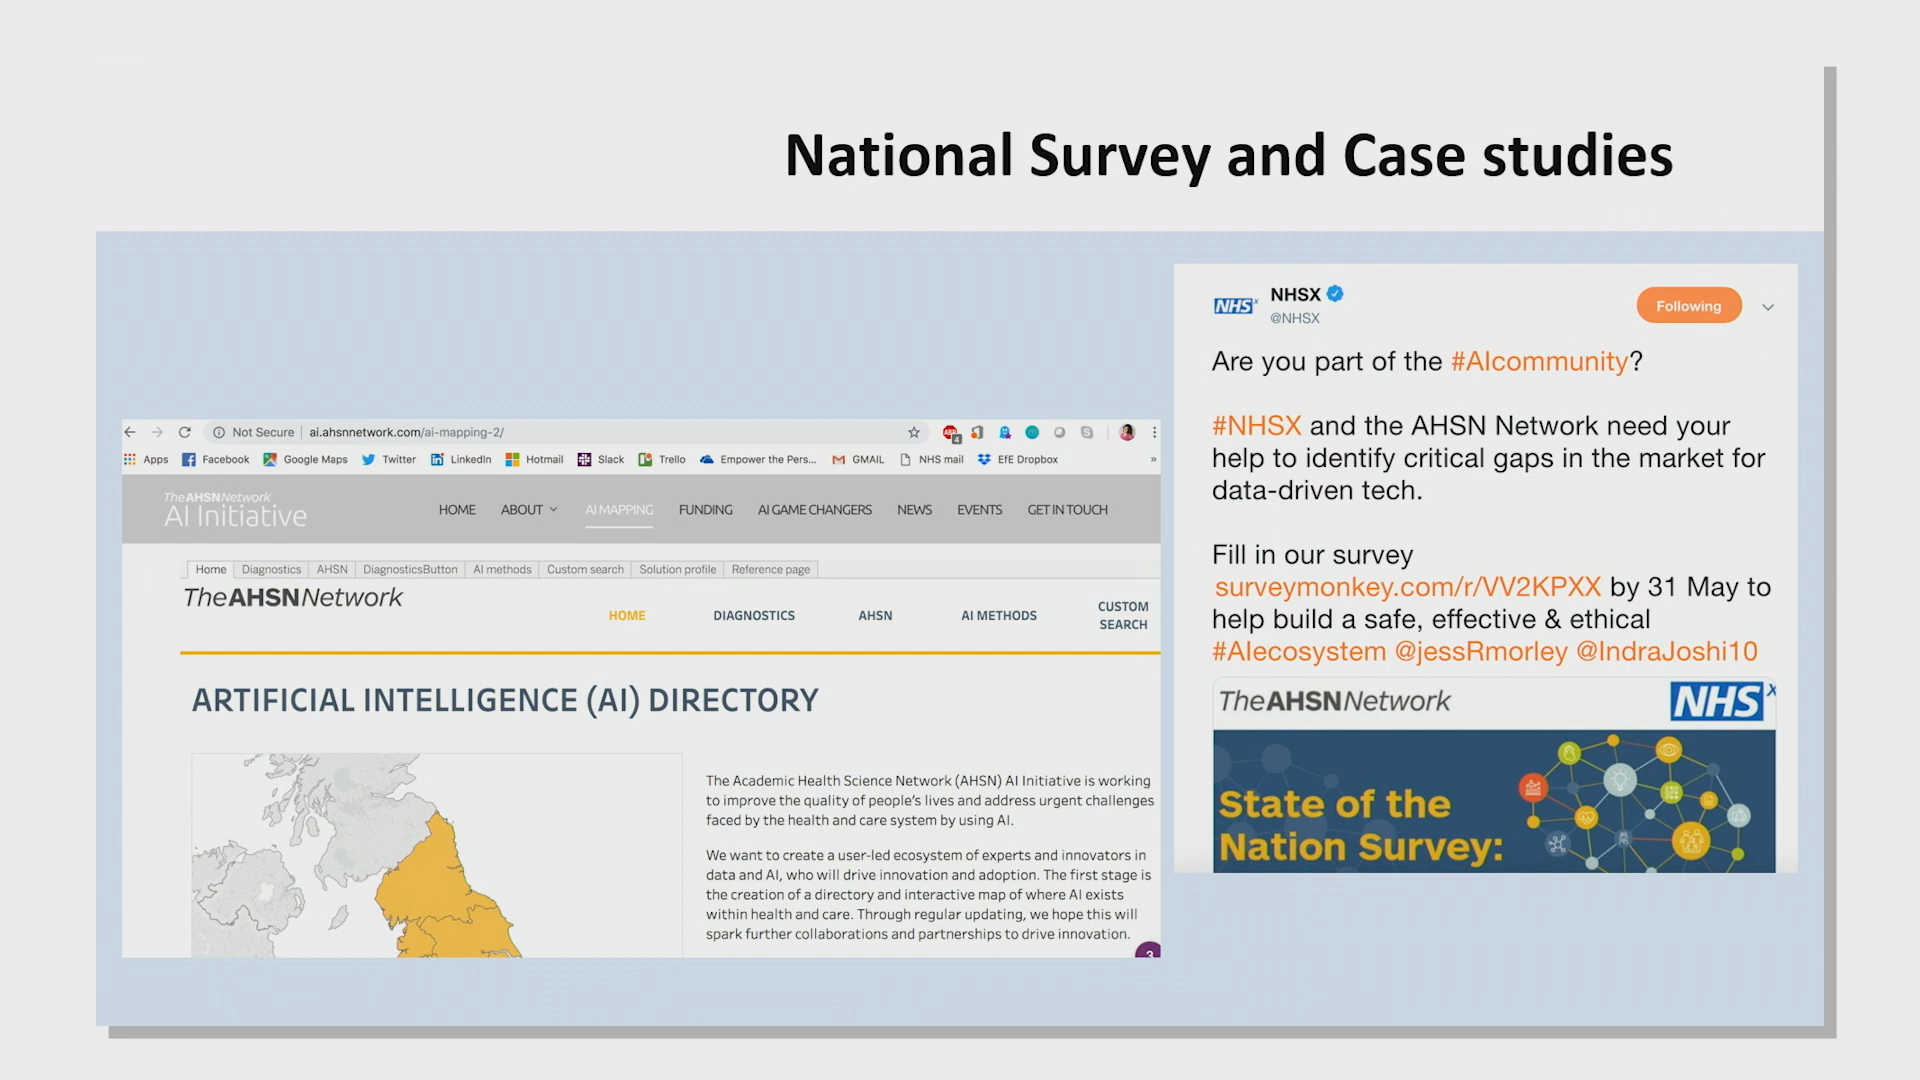 National Survey and Case studies
Not Secure | ai.ahsnnetwork.com/ai-mapping-2/
Apps Facebook Google Maps Twitter LinkedIn Hotmail Slack Trello Empower the Pers... GMAIL NHS mail EfE Dropbox »
TheAHSNNetwork
AI Initiative
HOME ABOUT AI MAPPING FUNDING AI GAME CHANGERS NEWS EVENTS GET IN TOUCH
Home Diagnostics AHSN DiagnosticsButton AI methods Custom search Solution profile Reference page
TheAHSNNetwork
HOME DIAGNOSTICS AHSN AI METHODS CUSTOM SEARCH
ARTIFICIAL INTELLIGENCE (AI) DIRECTORY
The Academic Health Science Network (AHSN) AI Initiative is working
to improve the quality of people's lives and address urgent challenges
faced by the health and care system by using AI.
We want to create a user-led ecosystem of experts and innovators in
data and AI, who will drive innovation and adoption. The first stage is
the creation of a directory and interactive map of where AI exists
within health and care. Through regular updating, we hope this will
spark further collaborations and partnerships to drive innovation.
3
NHSx
NHSX
@NHSX
Following
Are you part of the #AIcommunity?
#NHSX and the AHSN Network need your
help to identify critical gaps in the market for
data-driven tech.
Fill in our survey
surveymonkey.com/r/VV2KPXX by 31 May to
help build a safe, effective & ethical
#AIecosystem @jessRmorley @IndraJoshi10
TheAHSNNetwork
NHSx
State of the
Nation Survey: